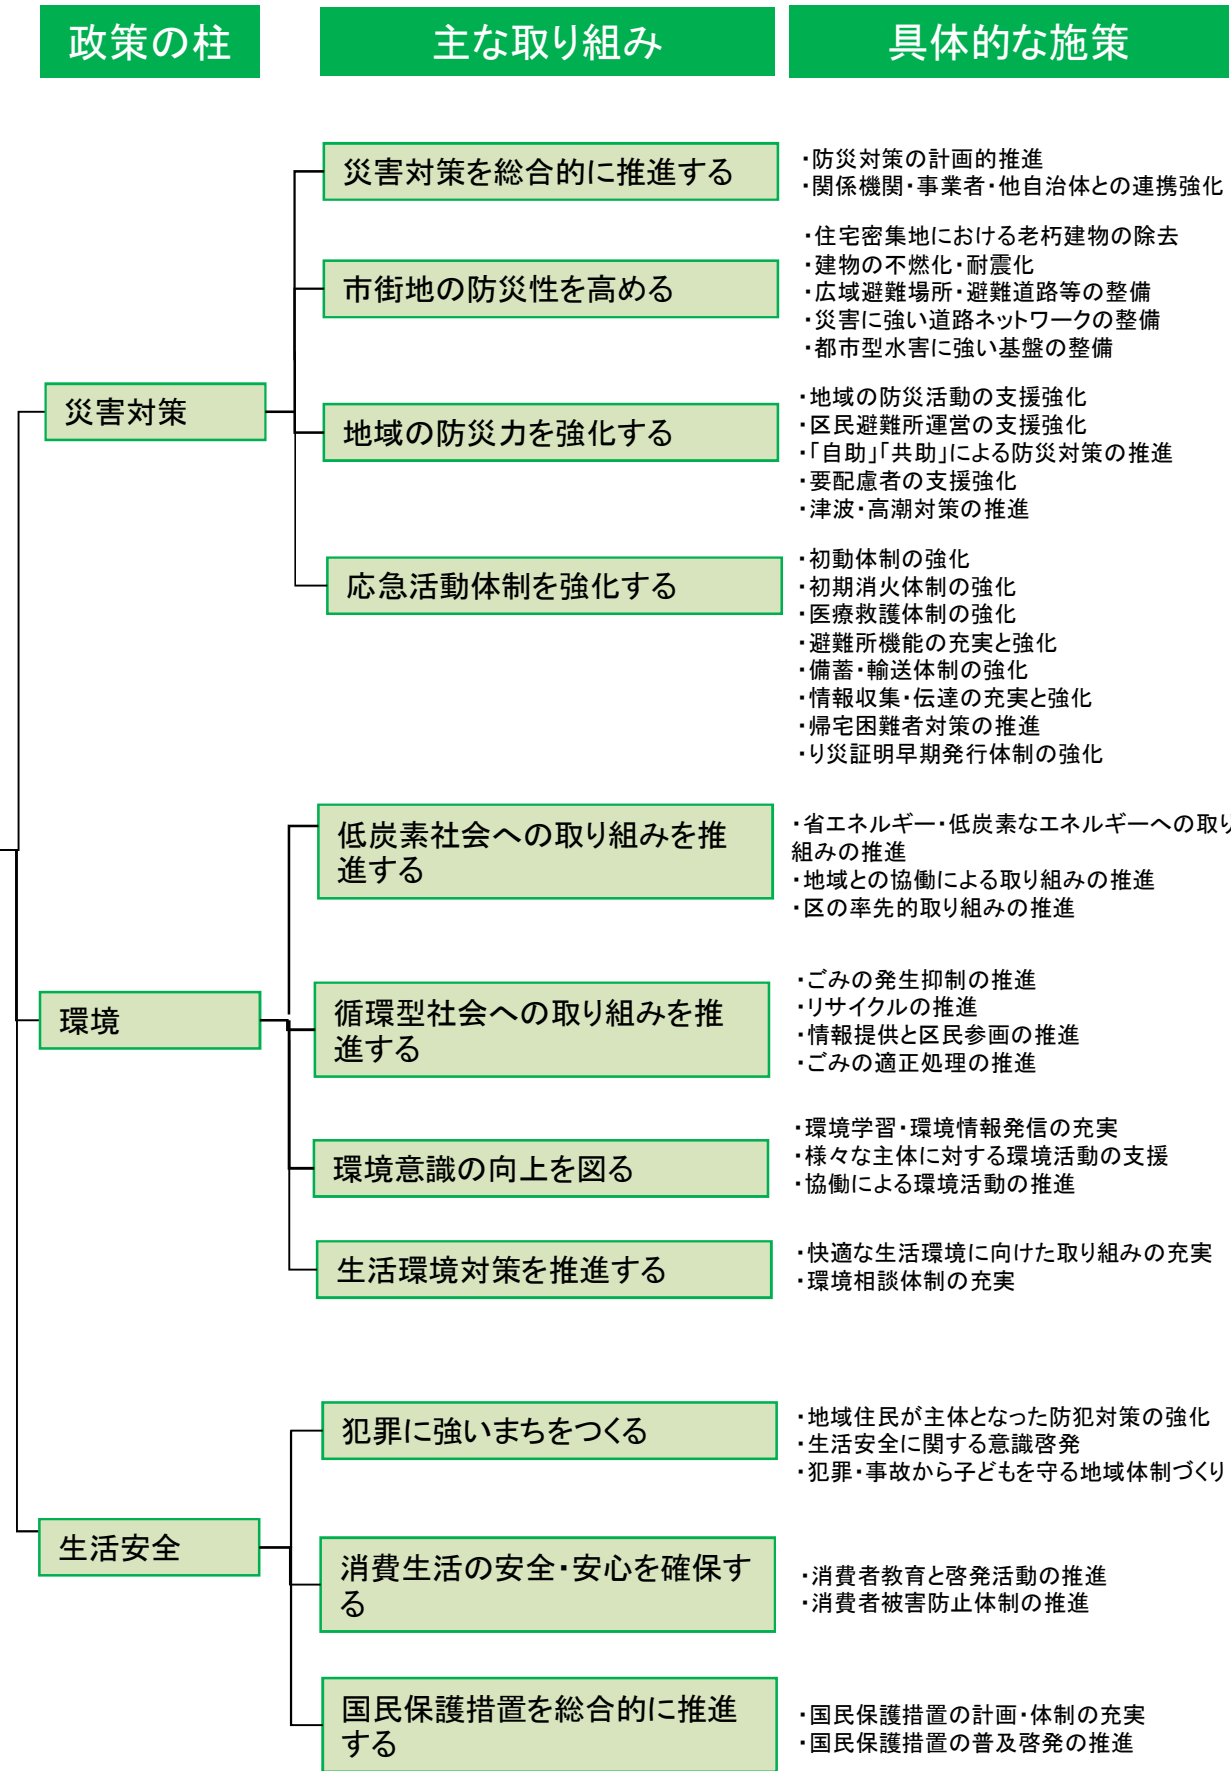 政策の柱
主な取り組み
具体的な施策
災害対策
災害対策を総合的に推進する
・防災対策の計画的推進
・関係機関・事業者・他自治体との連携強化
市街地の防災性を高める
・住宅密集地における老朽建物の除去
・建物の不燃化・耐震化
・広域避難場所・避難道路等の整備
・災害に強い道路ネットワークの整備
・都市型水害に強い基盤の整備
地域の防災力を強化する
・地域の防災活動の支援強化
・区民避難所運営の支援強化
・「自助」「共助」による防災対策の推進
・要配慮者の支援強化
・津波・高潮対策の推進
応急活動体制を強化する
・初動体制の強化
・初期消火体制の強化
・医療救護体制の強化
・避難所機能の充実と強化
・備蓄・輸送体制の強化
・情報収集・伝達の充実と強化
・帰宅困難者対策の推進
・り災証明早期発行体制の強化
環境
低炭素社会への取り組みを推
進する
・省エネルギー・低炭素なエネルギーへの取り
組みの推進
・地域との協働による取り組みの推進
・区の率先的取り組みの推進
循環型社会への取り組みを推
進する
・ごみの発生抑制の推進
・リサイクルの推進
・情報提供と区民参画の推進
・ごみの適正処理の推進
環境意識の向上を図る
・環境学習・環境情報発信の充実
・様々な主体に対する環境活動の支援
・協働による環境活動の推進
生活環境対策を推進する
・快適な生活環境に向けた取り組みの充実
・環境相談体制の充実
生活安全
犯罪に強いまちをつくる
・地域住民が主体となった防犯対策の強化
・生活安全に関する意識啓発
・犯罪・事故から子どもを守る地域体制づくり
消費生活の安全・安心を確保す
る
・消費者教育と啓発活動の推進
・消費者被害防止体制の推進
国民保護措置を総合的に推進
する
・国民保護措置の計画・体制の充実
・国民保護措置の普及啓発の推進